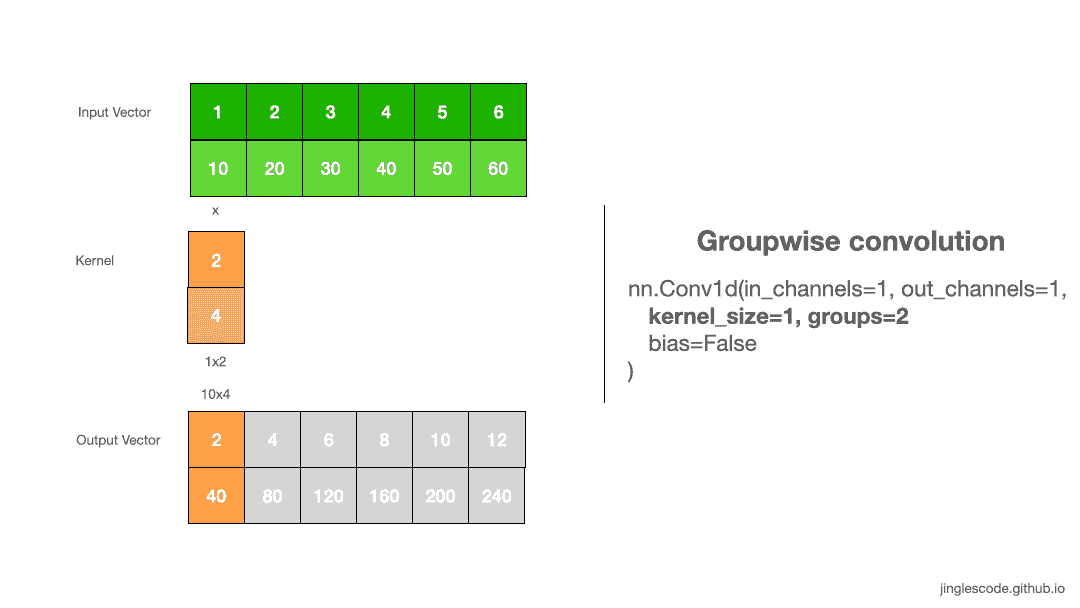 Input Vector
1 2 3 4 5 6
10 20 30 40 50 60
x
Kernel
2
4
1x2
10x4
Output Vector
2 4 6 8 10 12
40 80 120 160 200 240
Groupwise convolution
nn.Conv1d(in_channels=1, out_channels=1,
kernel_size=1, groups=2
bias=False
)
jinglescode.github.io